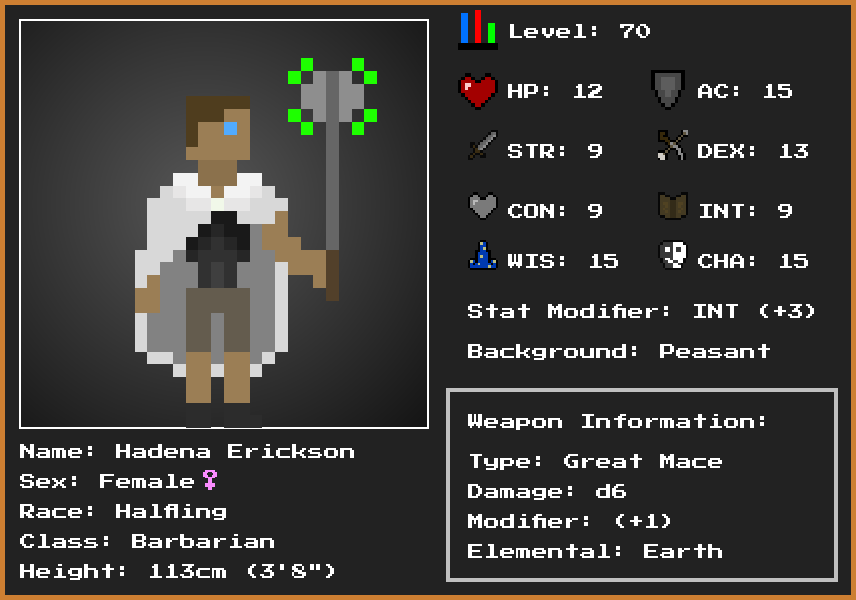 Level: 70
HP: 12 AC: 15
STR: 9 DEX: 13
CON: 9 INT: 9
WIS: 15 CHA: 15
Stat Modifier: INT (+3)
Background: Peasant
Weapon Information:
Type: Great Mace
Damage: d6
Modifier: (+1)
Elemental: Earth
Name: Hadena Erickson
Sex: Female ♀
Race: Halfling
Class: Barbarian
Height: 113cm (3'8")